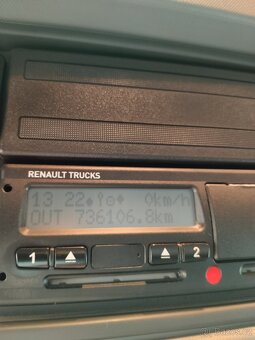 RENAULT TRUCKS
13 22 0km/h
OUT 736106.8km
1 2